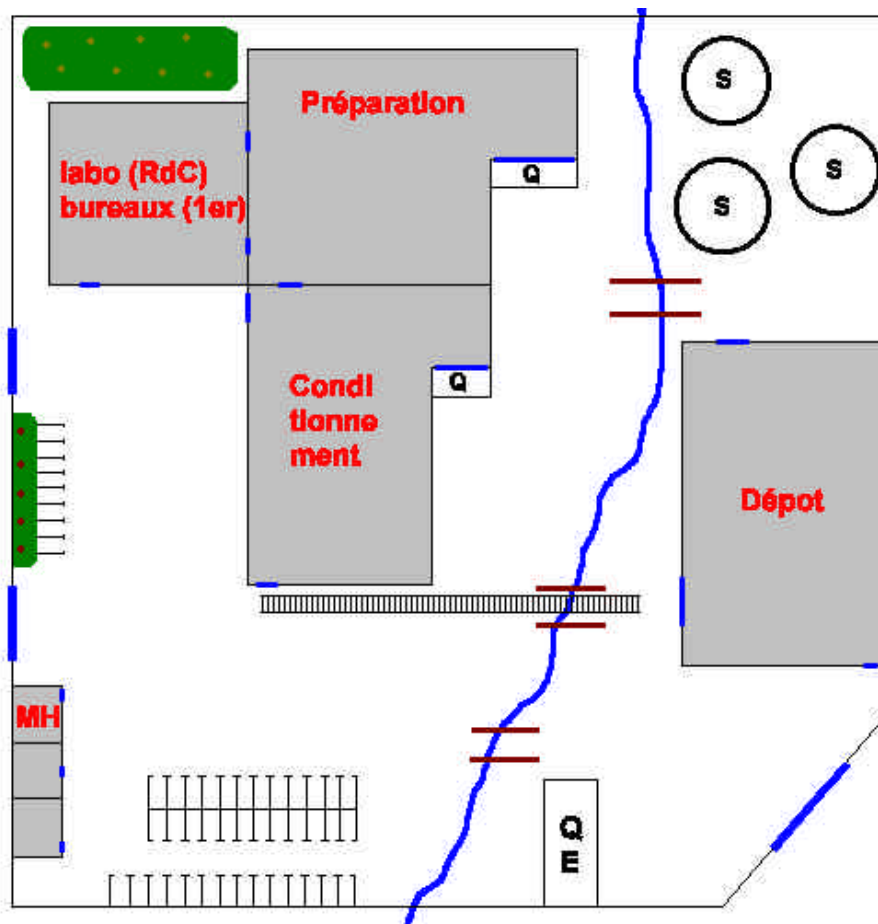 Préparation
S
labo (RdC)
bureaux (1er)
Q
S
S
Condi
tionne
ment
Q
Dépot
MH
Q
E